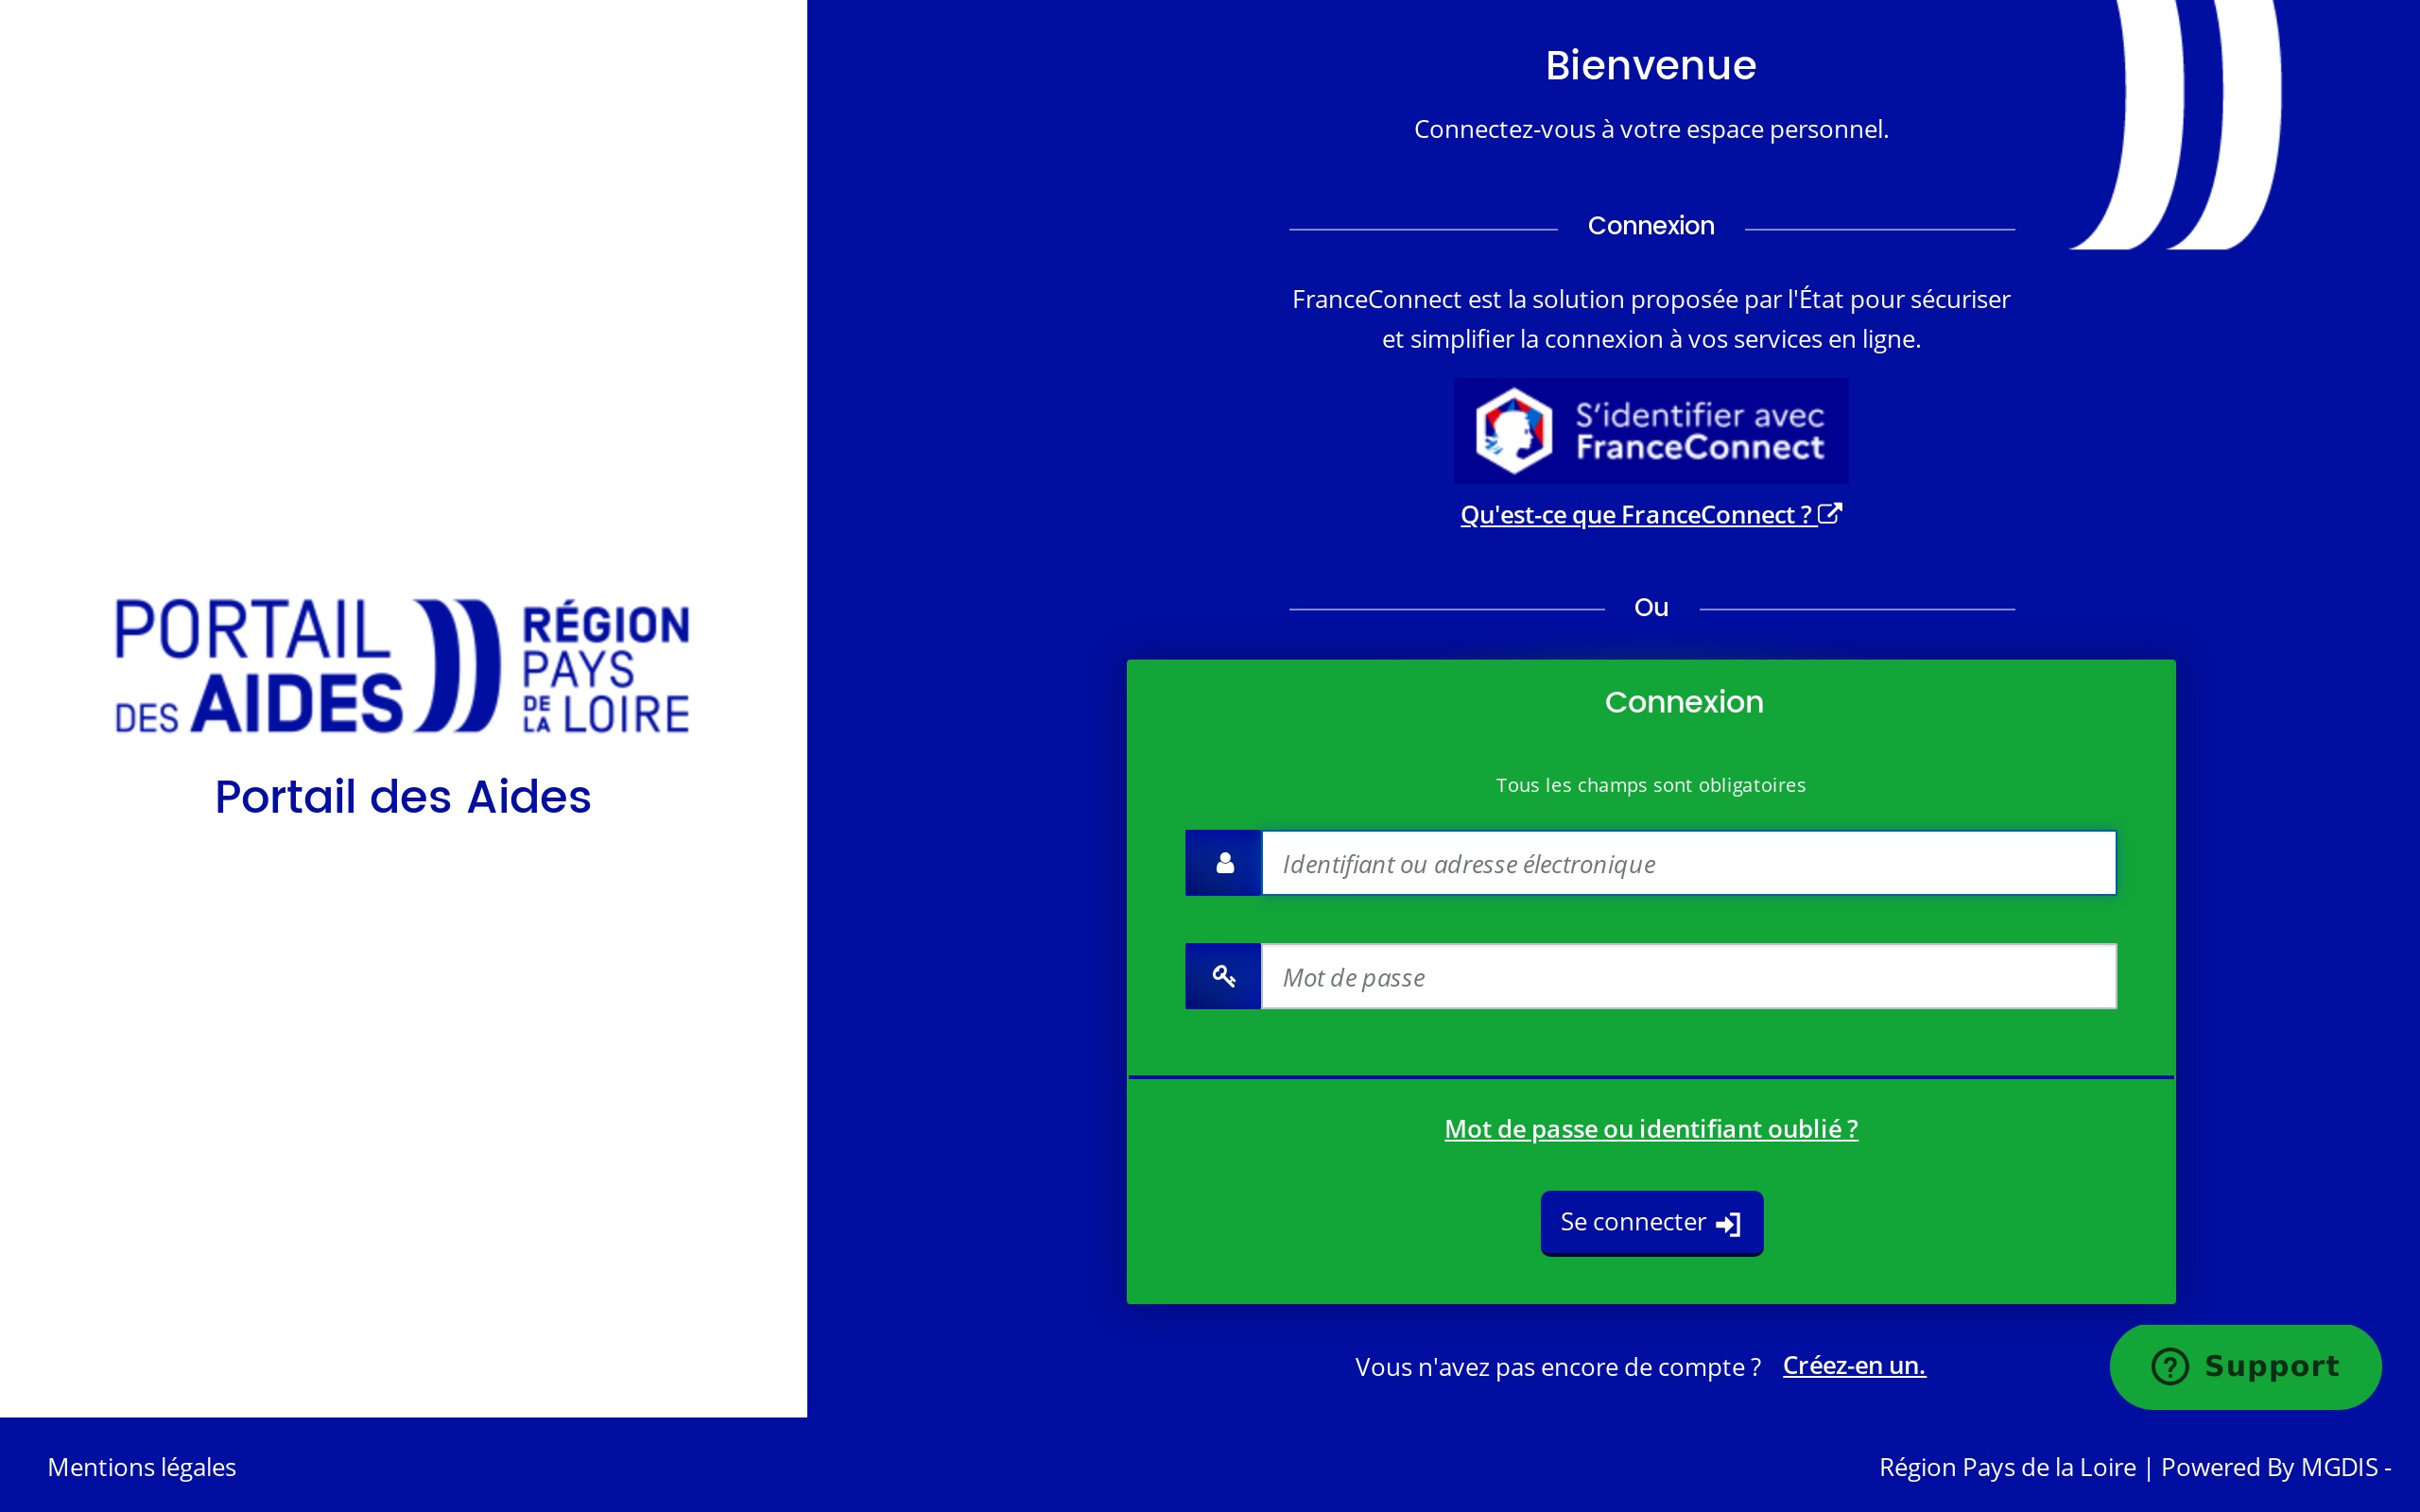 PORTAIL
DES AIDES
RÉGION
PAYS
DE LA LOIRE
Portail des Aides
Bienvenue
Connectez-vous à votre espace personnel.
Connexion
FranceConnect est la solution proposée par l'État pour sécuriser
et simplifier la connexion à vos services en ligne.
S'identifier avec
FranceConnect
Qu'est-ce que FranceConnect ?
Ou
Connexion
Tous les champs sont obligatoires
Identifiant ou adresse électronique
Mot de passe
Mot de passe ou identifiant oublié ?
Se connecter
Vous n'avez pas encore de compte ? Créez-en un.
Support
Mentions légales
Région Pays de la Loire | Powered By MGDIS -